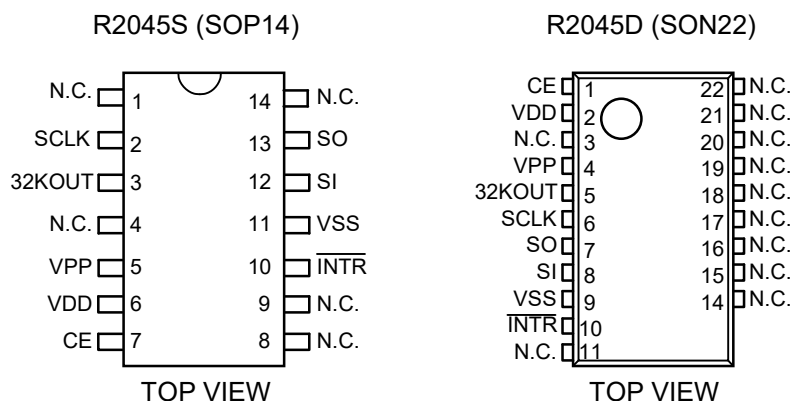 R2045S (SOP14)
N.C. 1 14 N.C.
SCLK 2 13 SO
32KOUT 3 12 SI
N.C. 4 11 VSS
VPP 5 10 INTR
VDD 6 9 N.C.
CE 7 8 N.C.
TOP VIEW
R2045D (SON22)
CE 1 22 N.C.
VDD 2 21 N.C.
N.C. 3 20 N.C.
VPP 4 19 N.C.
32KOUT 5 18 N.C.
SCLK 6 17 N.C.
SO 7 16 N.C.
SI 8 15 N.C.
VSS 9 14 N.C.
INTR 10
N.C. 11
TOP VIEW